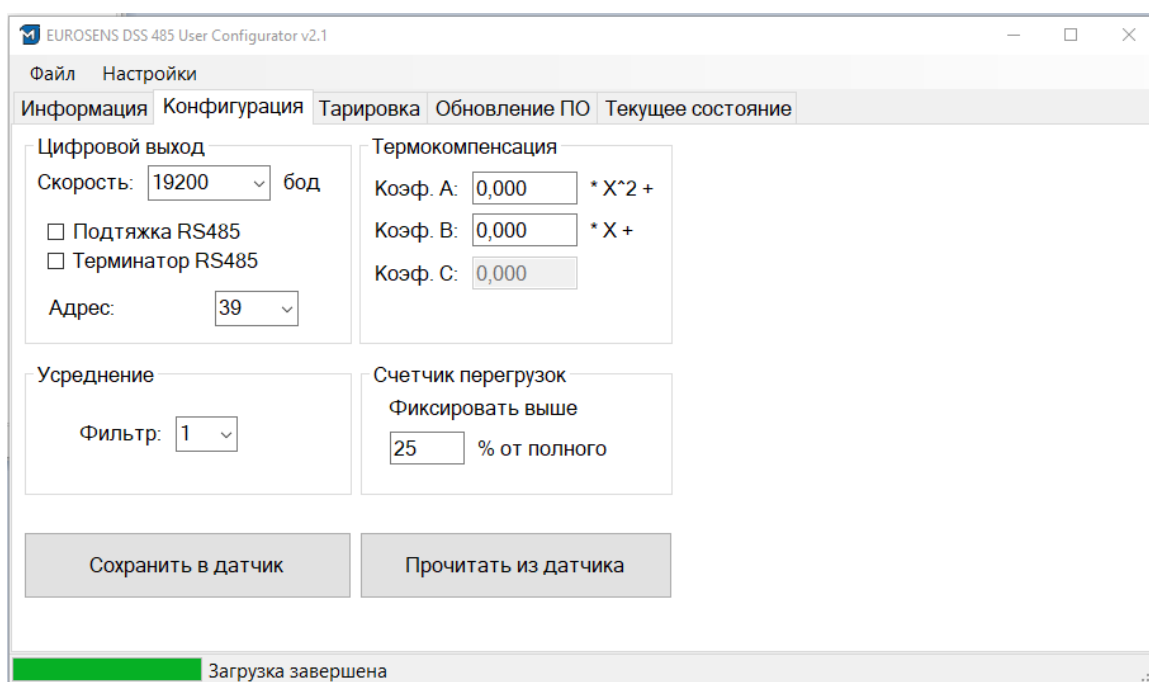 EUROSENS DSS 485 User Configurator v2.1
Файл Настройки
Информация Конфигурация Тарировка Обновление ПО Текущее состояние
Цифровой выход
Скорость: 19200 бод
Подтяжка RS485
Терминатор RS485
Адрес: 39
Термокомпенсация
Коэф. A: 0,000 * X^2 +
Коэф. B: 0,000 * X +
Коэф. C: 0,000
Усреднение
Фильтр: 1
Счетчик перегрузок
Фиксировать выше
25 % от полного
Сохранить в датчик
Прочитать из датчика
Загрузка завершена